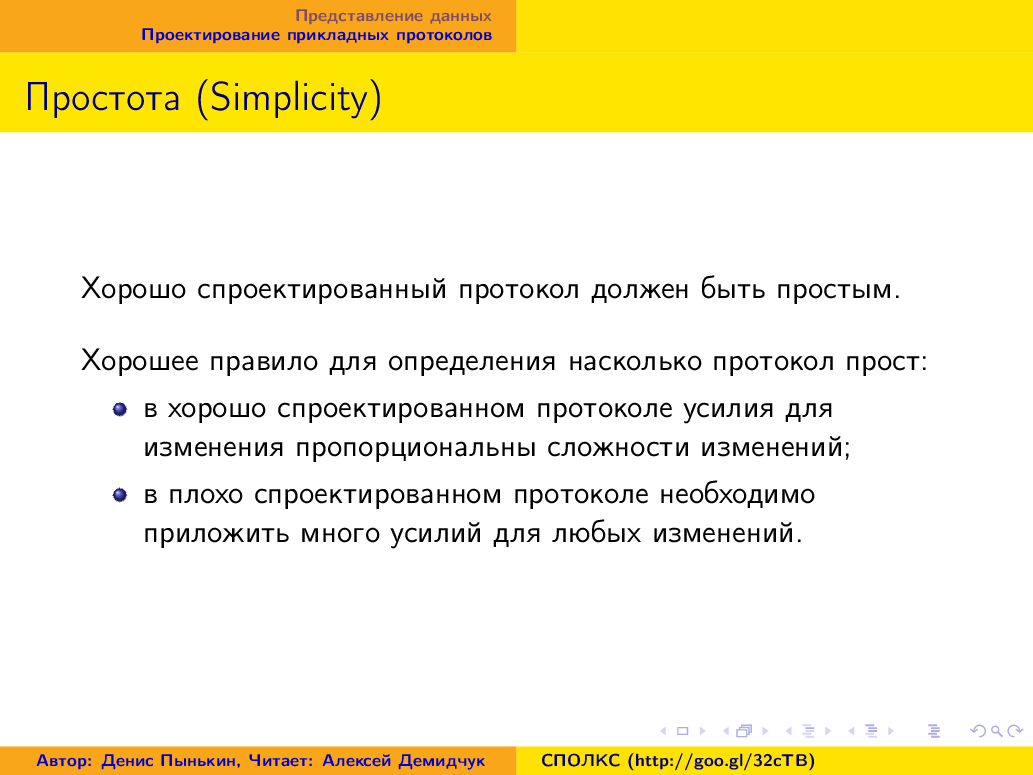 Представление данных
Проектирование прикладных протоколов
Простота (Simplicity)
Хорошо спроектированный протокол должен быть простым.
Хорошее правило для определения насколько протокол прост:
в хорошо спроектированном протоколе усилия для
изменения пропорциональны сложности изменений;
в плохо спроектированном протоколе необходимо
приложить много усилий для любых изменений.
Автор: Денис Пынькин, Читает: Алексей Демидчук
СПОЛКС (http://goo.gl/32cTB)